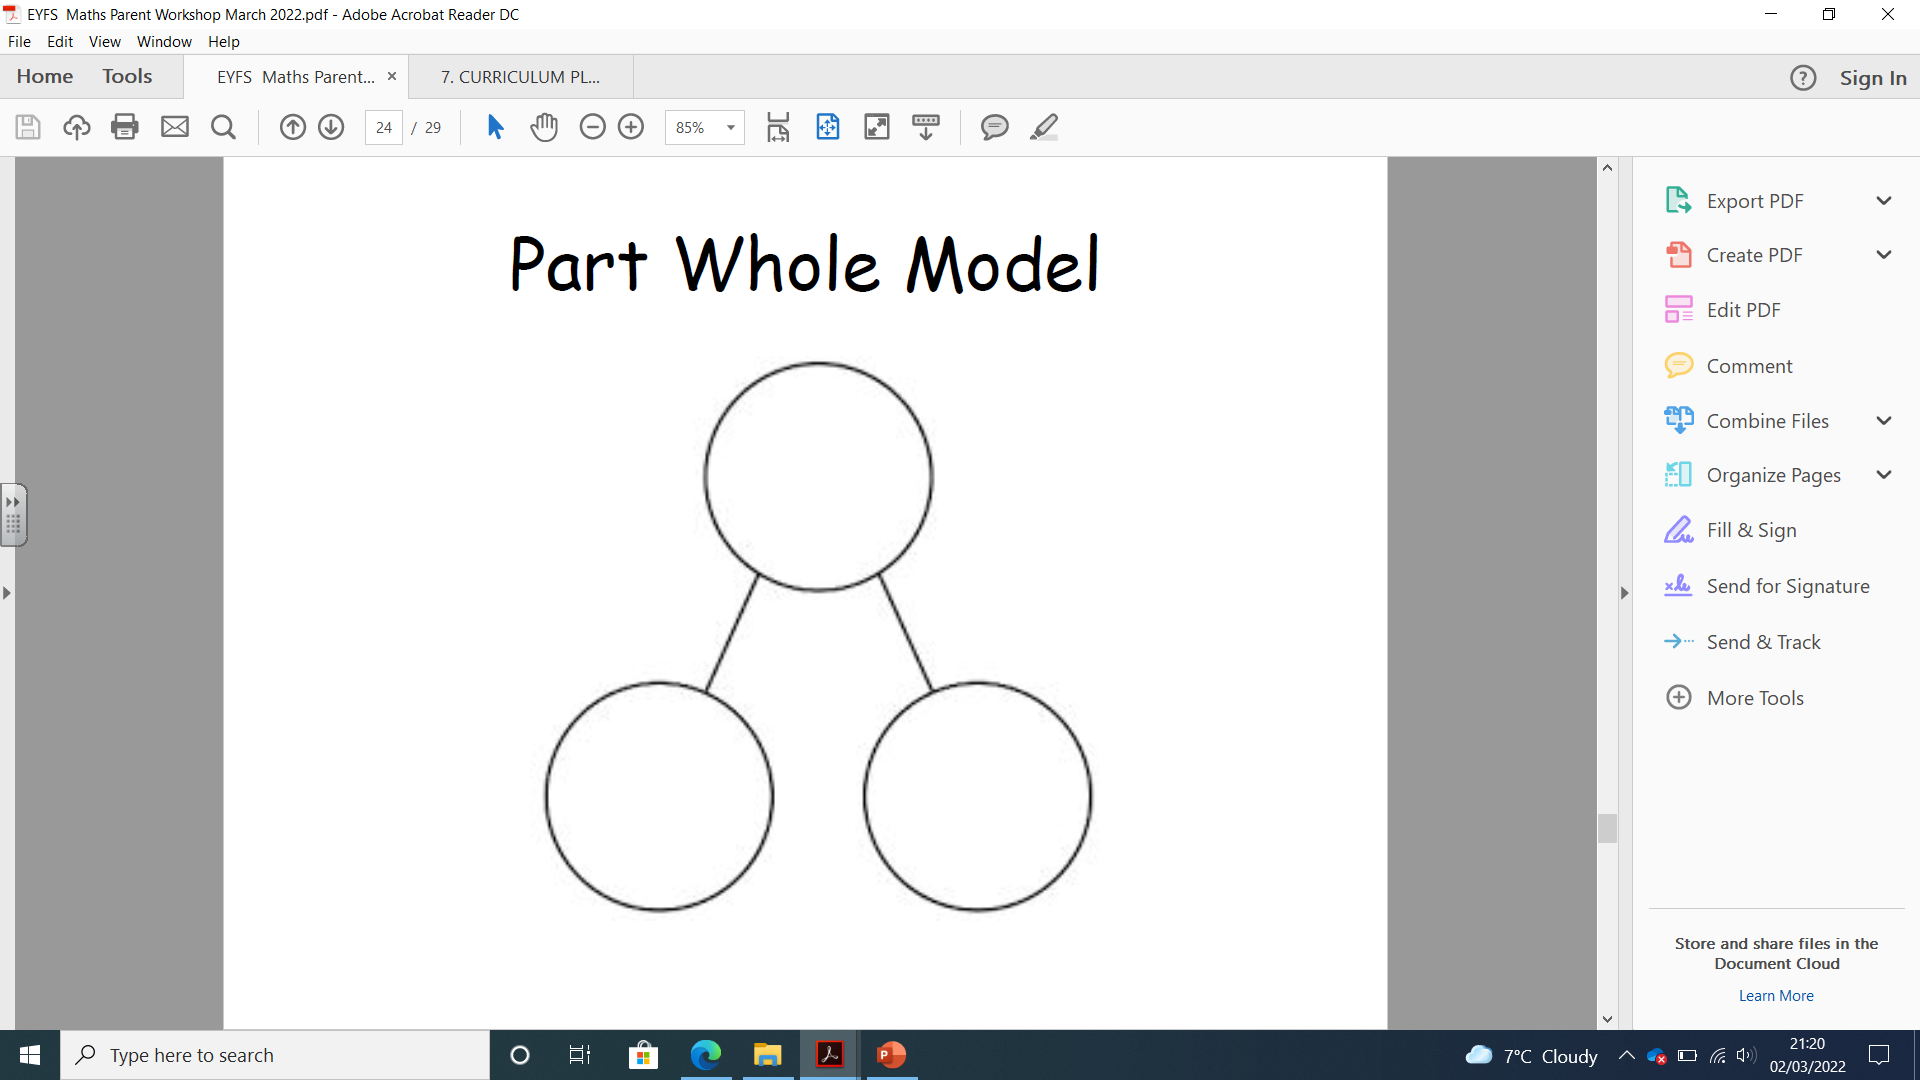 EYFS  Maths Parent Workshop March 2022.pdf - Adobe Acrobat Reader DC
File Edit View Window Help
Home Tools EYFS  Maths Parent... × 7. CURRICULUM PL... ? Sign In
24 / 29 85%
Part Whole Model
Export PDF
Create PDF
Edit PDF
Comment
Combine Files
Organize Pages
Fill & Sign
Send for Signature
Send & Track
More Tools
Store and share files in the
Document Cloud
Learn More
Type here to search
7°C Cloudy
21:20
02/03/2022